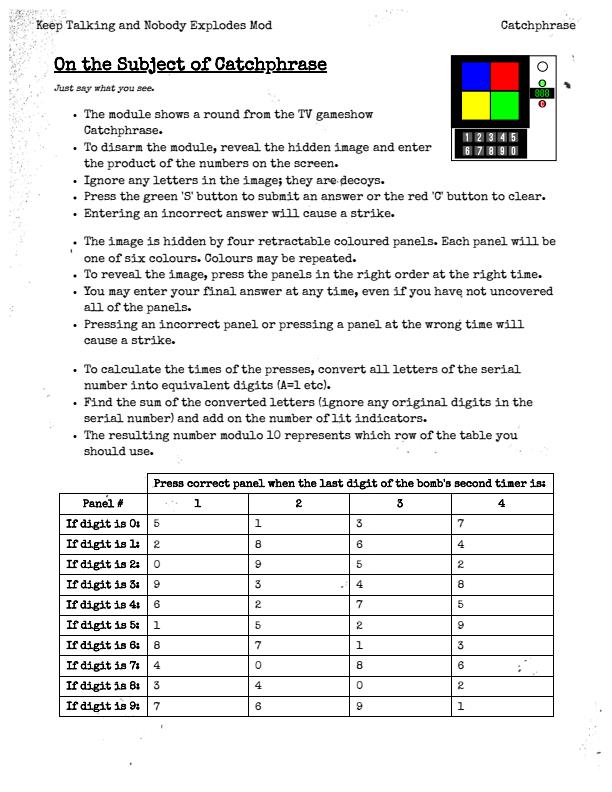 Keep Talking and Nobody Explodes Mod Catchphrase
On the Subject of Catchphrase
Just say what you see.
888
1 2 3 4 5
6 7 8 9 0
• The module shows a round from the TV gameshow
Catchphrase.
• To disarm the module, reveal the hidden image and enter
the product of the numbers on the screen.
• Ignore any letters in the image; they are decoys.
• Press the green 'S' button to submit an answer or the red 'C' button to clear.
• Entering an incorrect answer will cause a strike.
• The image is hidden by four retractable coloured panels. Each panel will be
one of six colours. Colours may be repeated.
• To reveal the image, press the panels in the right order at the right time.
• You may enter your final answer at any time, even if you have not uncovered
all of the panels.
• Pressing an incorrect panel or pressing a panel at the wrong time will
cause a strike.
• To calculate the times of the presses, convert all letters of the serial
number into equivalent digits (A=1 etc).
• Find the sum of the converted letters (ignore any original digits in the
serial number) and add on the number of lit indicators.
• The resulting number modulo 10 represents which row of the table you
should use.
Press correct panel when the last digit of the bomb's second timer is:
Panel # 1 2 3 4
If digit is 0: 5 1 3 7
If digit is 1: 2 8 6 4
If digit is 2: 0 9 5 2
If digit is 3: 9 3 4 8
If digit is 4: 6 2 7 5
If digit is 5: 1 5 2 9
If digit is 6: 8 7 1 3
If digit is 7: 4 0 8 6
If digit is 8: 3 4 0 2
If digit is 9: 7 6 9 1